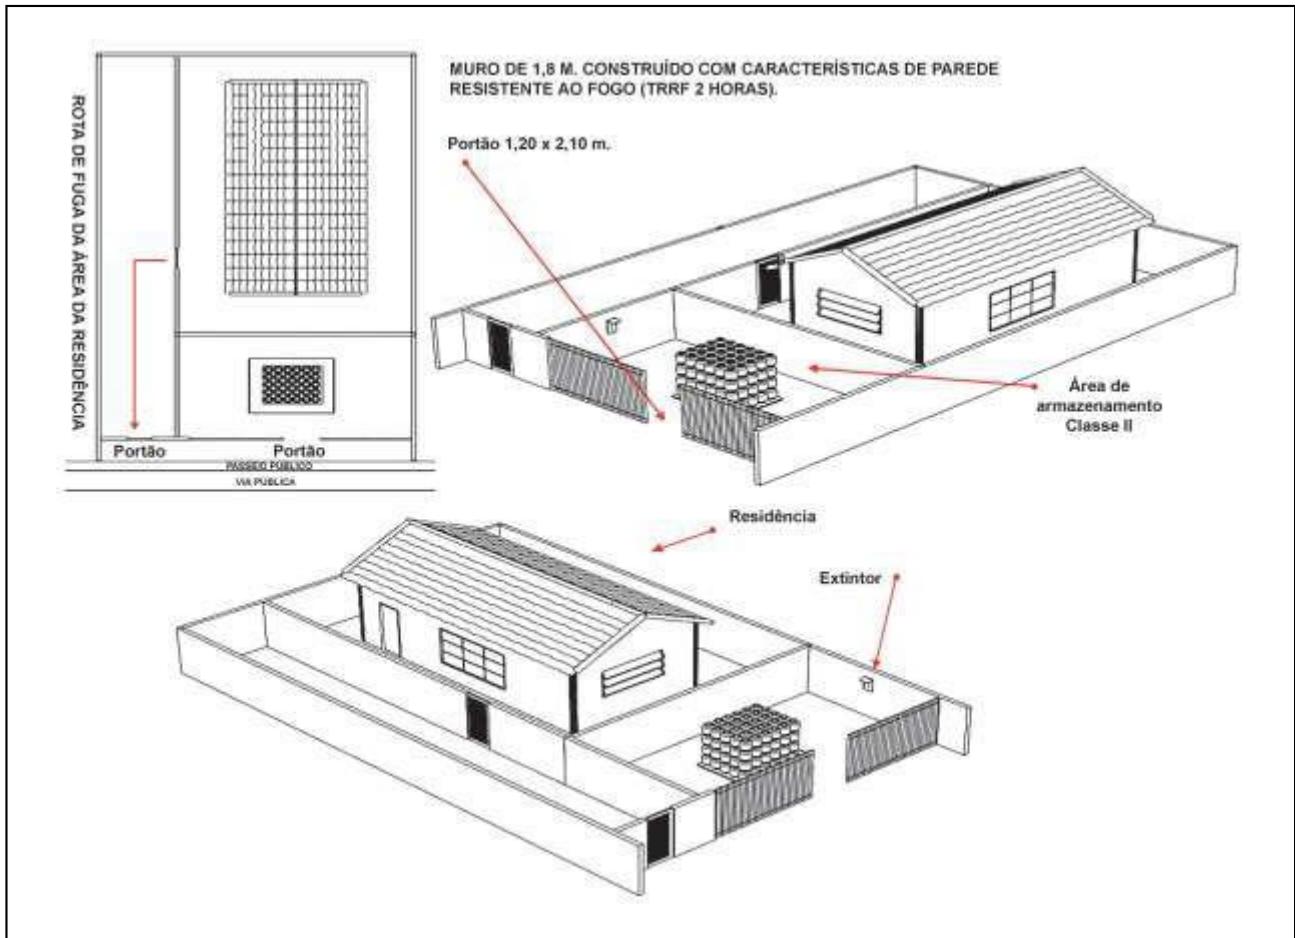 MURO DE 1,8 M. CONSTRUÍDO COM CARACTERÍSTICAS DE PAREDE
RESISTENTE AO FOGO (TRRF 2 HORAS).
Portão 1,20 x 2,10 m.
ROTA DE FUGA DA ÁREA DA RESIDÊNCIA
Portão
Portão
PASSEIO PÚBLICO
VIA PÚBLICA
Área de
armazenamento
Classe II
Residência
Extintor